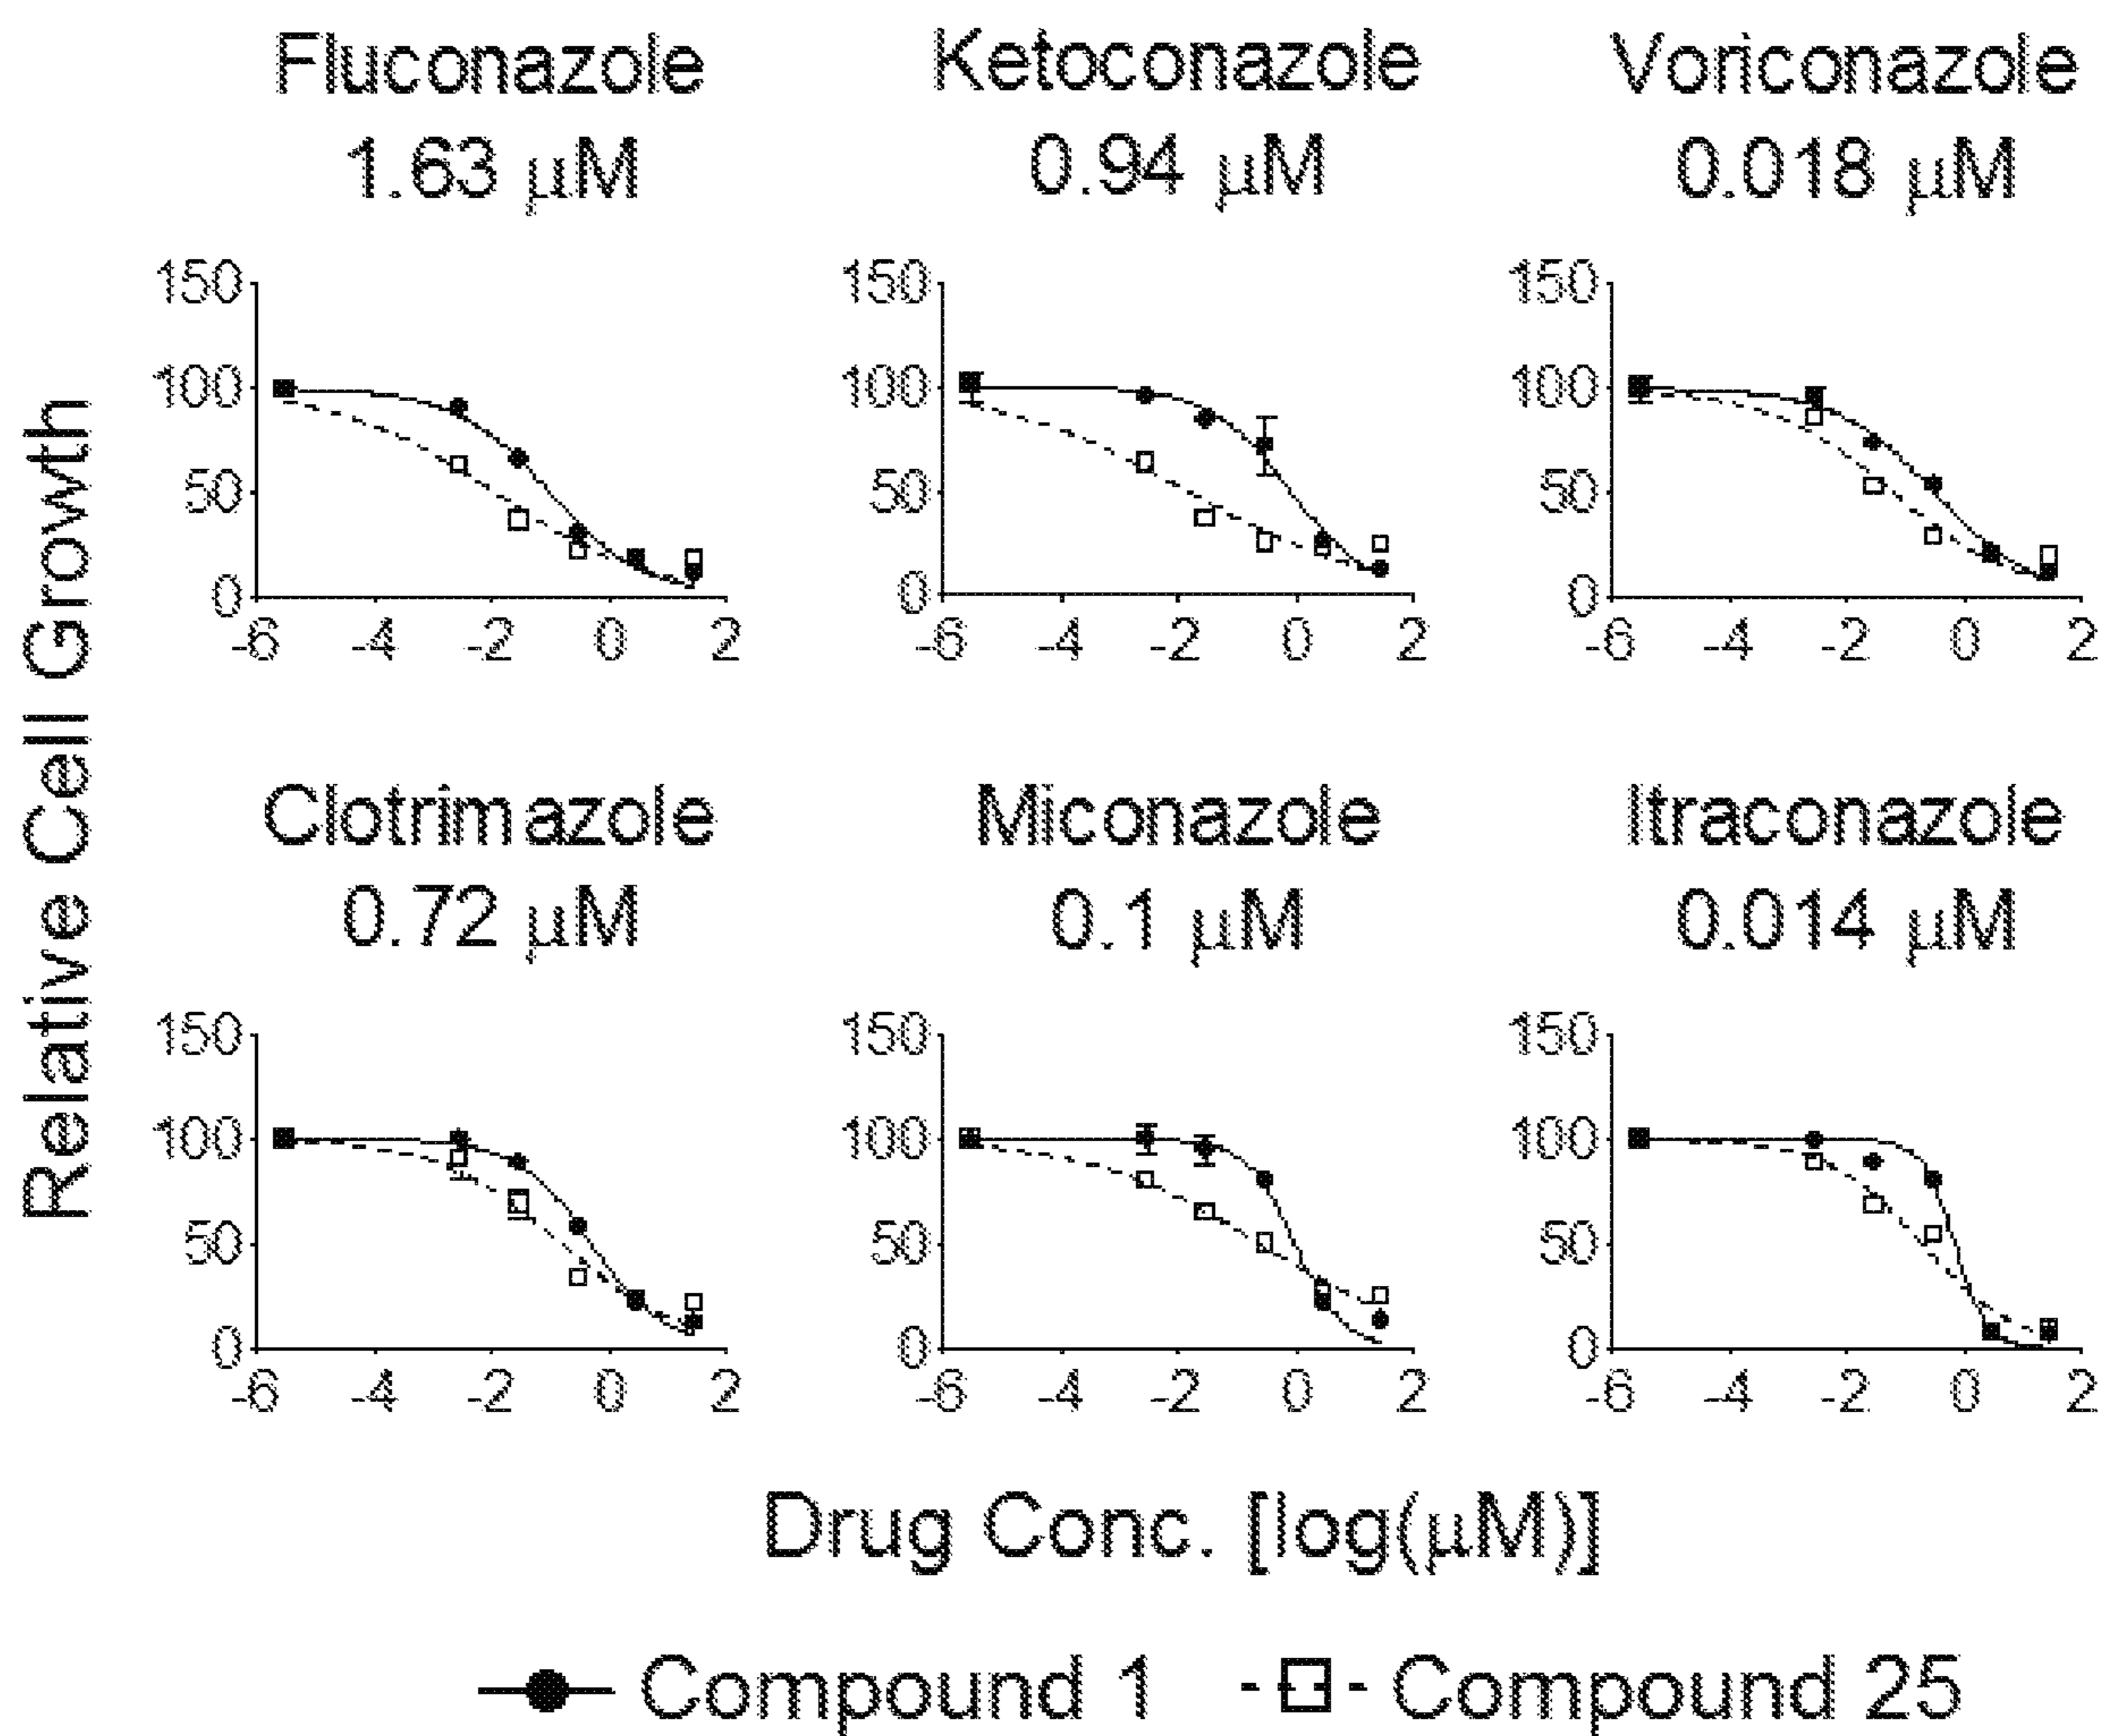 Fluconazole
1.63 μM
Ketoconazole
0.94 μM
Voriconazole
0.018 μM
150
100
50
0
-6 -4 -2 0 2
150
100
50
0
-6 -4 -2 0 2
150
100
50
0
-6 -4 -2 0 2
Relative Cell Growth
Clotrimazole
0.72 μM
Miconazole
0.1 μM
Itraconazole
0.014 μM
150
100
50
0
-6 -4 -2 0 2
150
100
50
0
-6 -4 -2 0 2
150
100
50
0
-6 -4 -2 0 2
Drug Conc. [log(μM)]
Compound 1
Compound 25